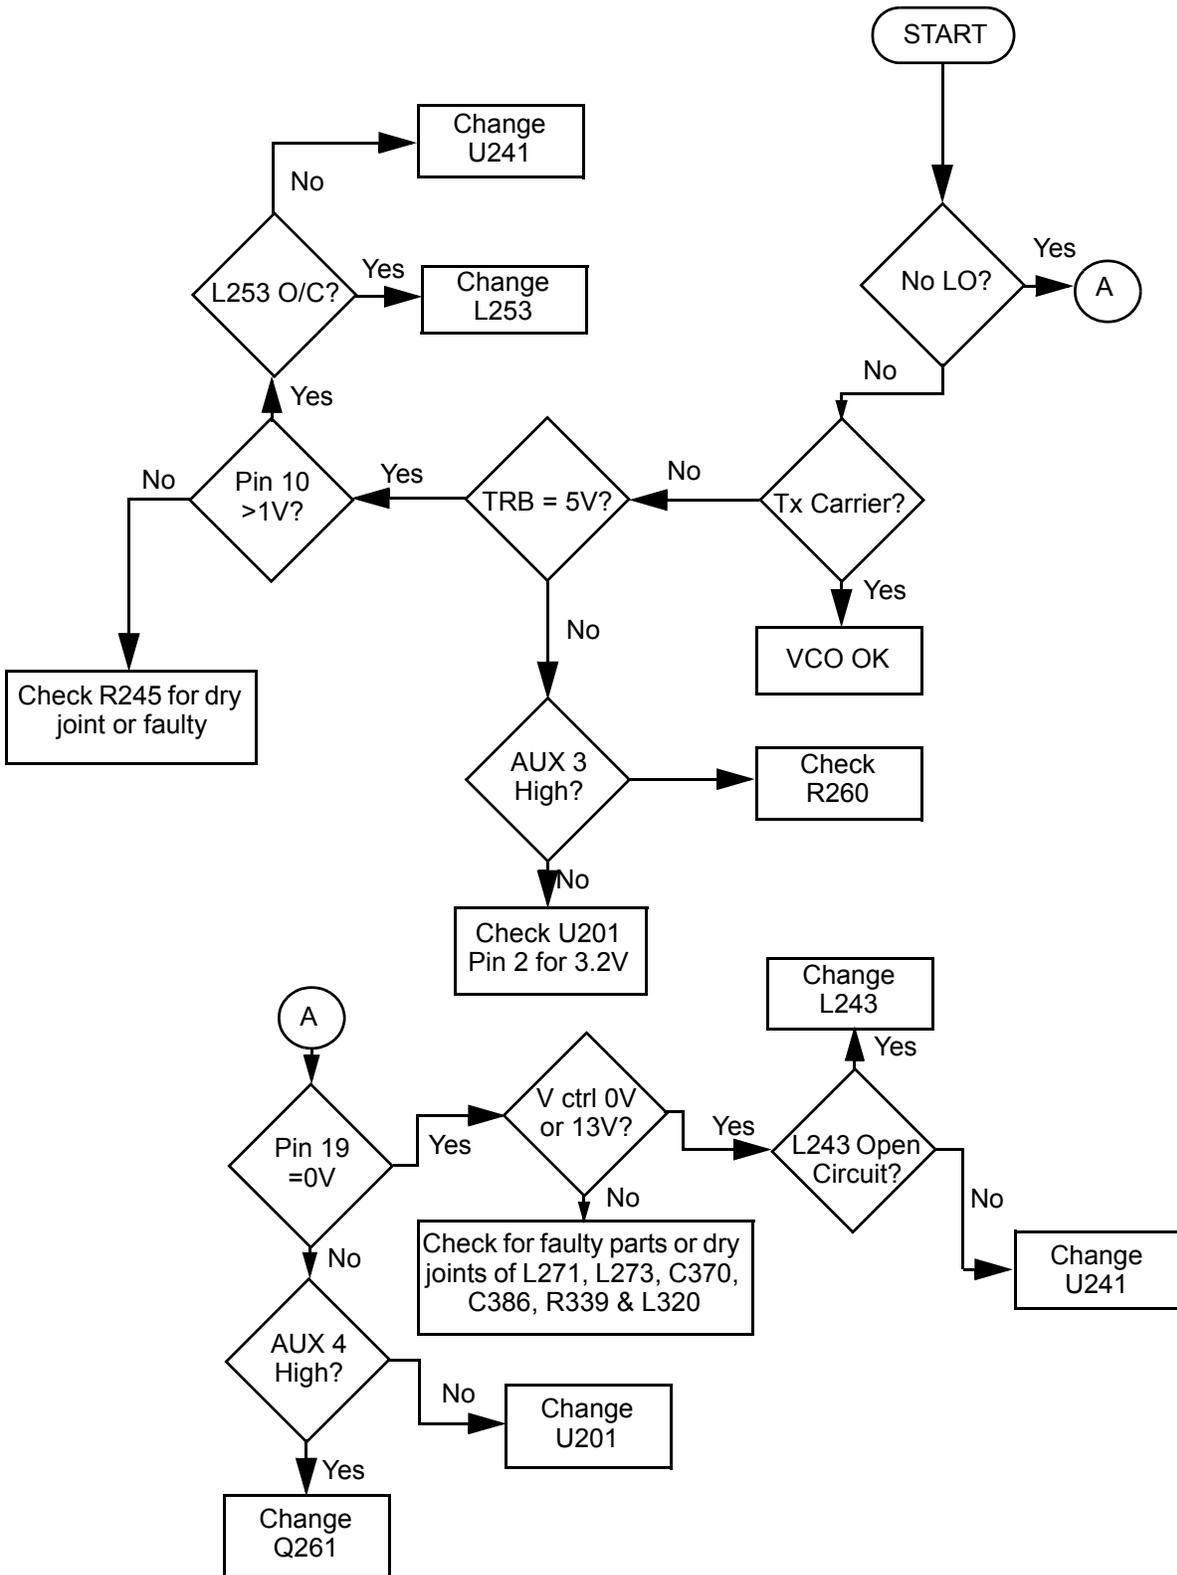 START
Change
U241
No
L253 O/C?
Yes
Change
L253
No LO?
Yes
A
No
Yes
No
Pin 10
>1V?
Yes
TRB = 5V?
No
Tx Carrier?
Yes
VCO OK
No
Check R245 for dry
joint or faulty
AUX 3
High?
Check
R260
No
Check U201
Pin 2 for 3.2V
A
Pin 19
=0V
Yes
V ctrl 0V
or 13V?
Yes
Change
L243
Yes
L243 Open
Circuit?
No
Change
U241
No
Check for faulty parts or dry
joints of L271, L273, C370,
C386, R339 & L320
No
AUX 4
High?
No
Change
U201
Yes
Change
Q261